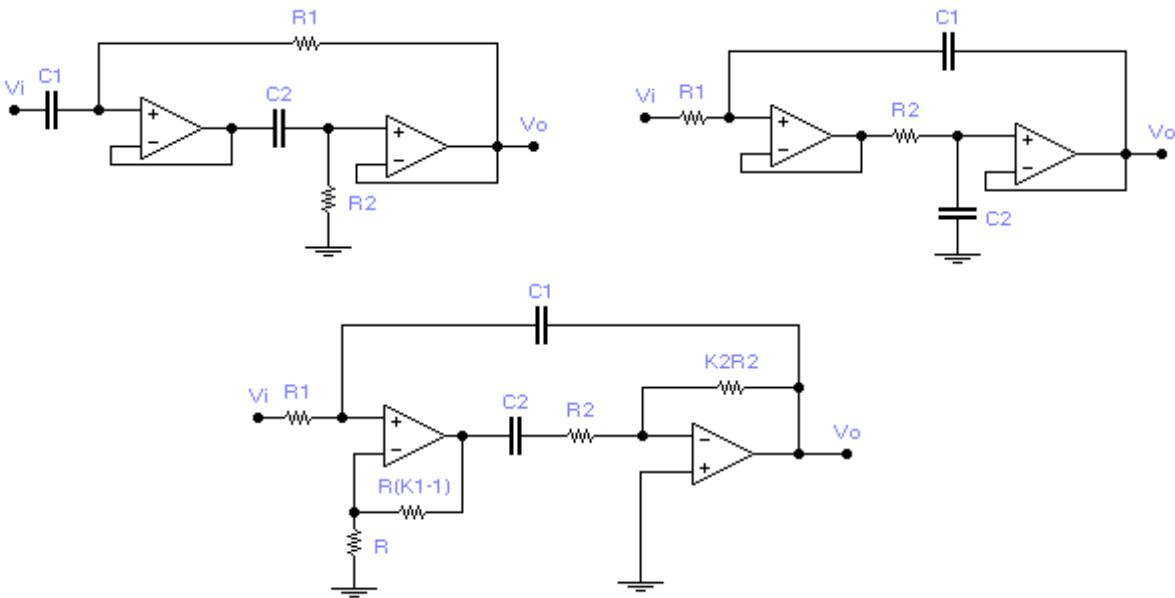 R1
C1
Vi
C1
C2
+
−
+
−
Vo
R2
Vi
R1
R2
+
−
+
−
Vo
C2
C1
K2R2
Vi
R1
C2
R2
+
−
−
+
Vo
R(K1-1)
R